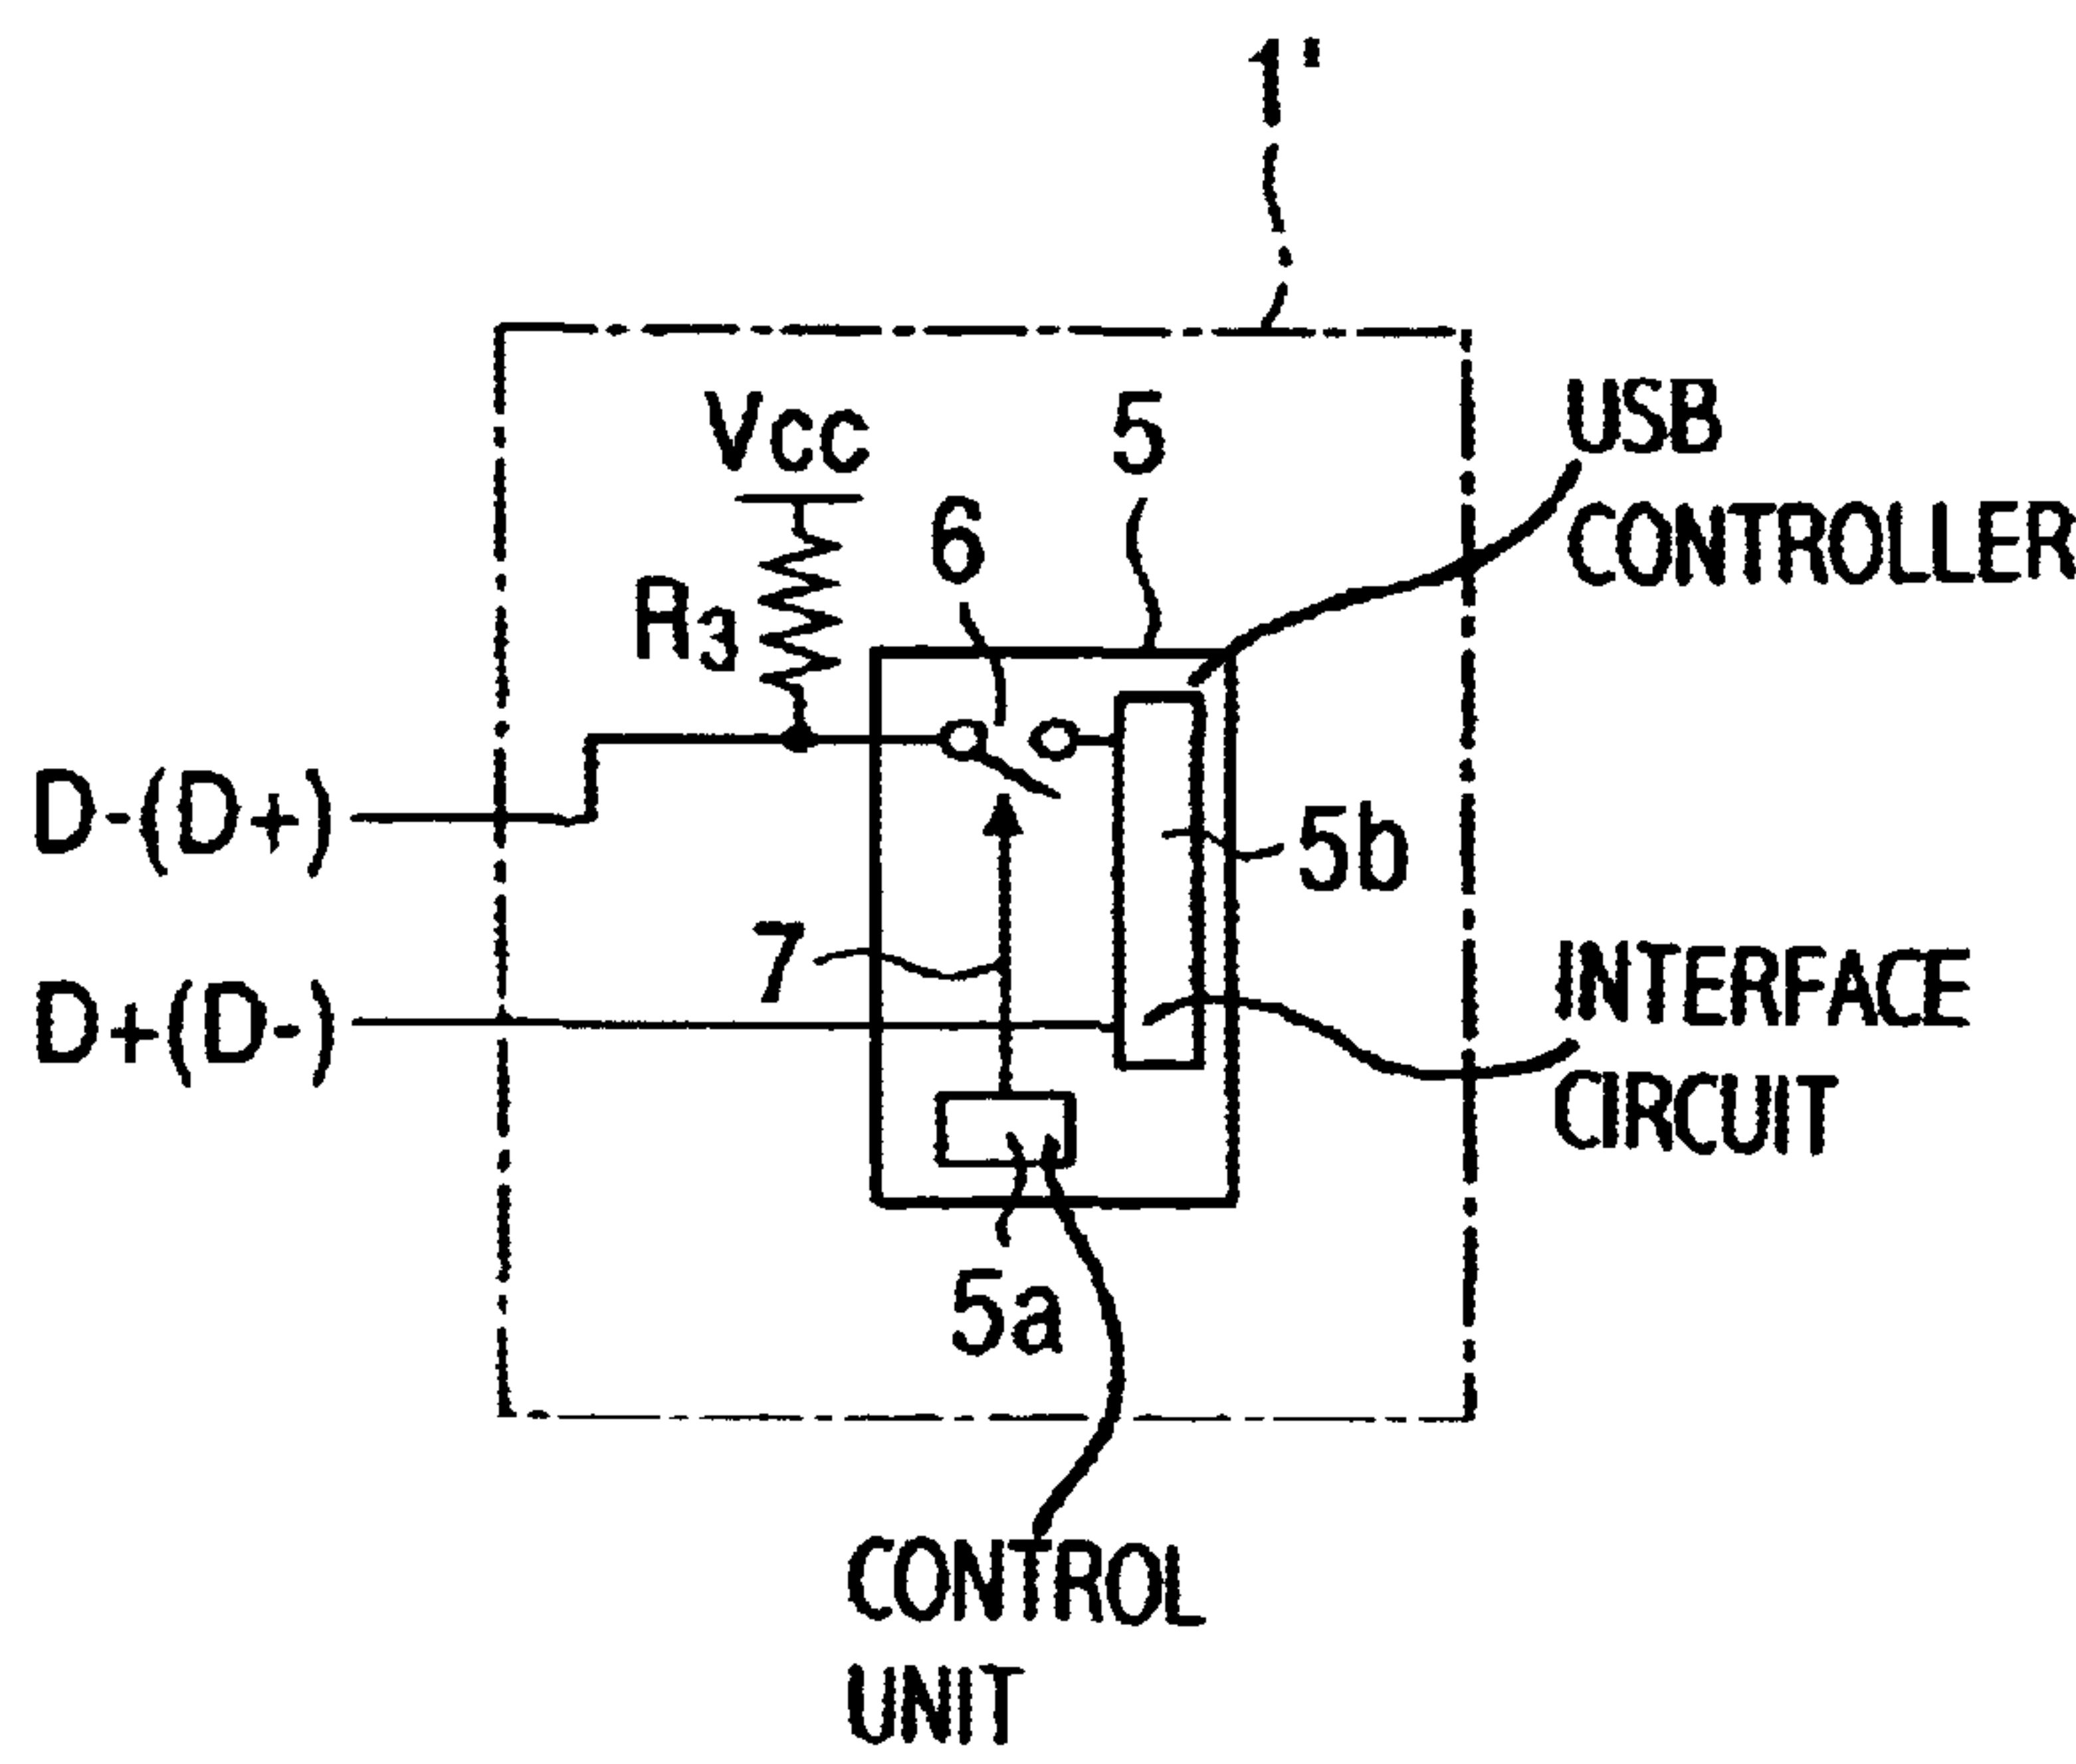 1"
Vcc
5
USB
CONTROLLER
6
R3
D-(D+)
5b
7
INTERFACE
CIRCUIT
D+(D-)
5a
CONTROL
UNIT